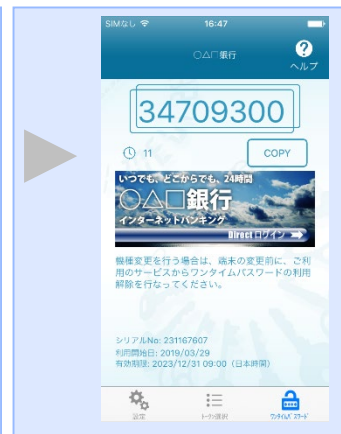 SIMなし 16:47
○△□銀行
?
ヘルプ
34709300
11
COPY
いつでも、どこからでも、24時間
○△□銀行
インターネットバンキング
Direct ログイン
機種変更を行う場合は、端末の変更前に、ご利
用のサービスからワンタイムパスワードの利用
解除を行なってください。
シリアルNo: 231167607
利用開始日: 2019/03/29
有効期限: 2023/12/31 09:00（日本時間）
設定
トークン選択
ワンタイムパスワード